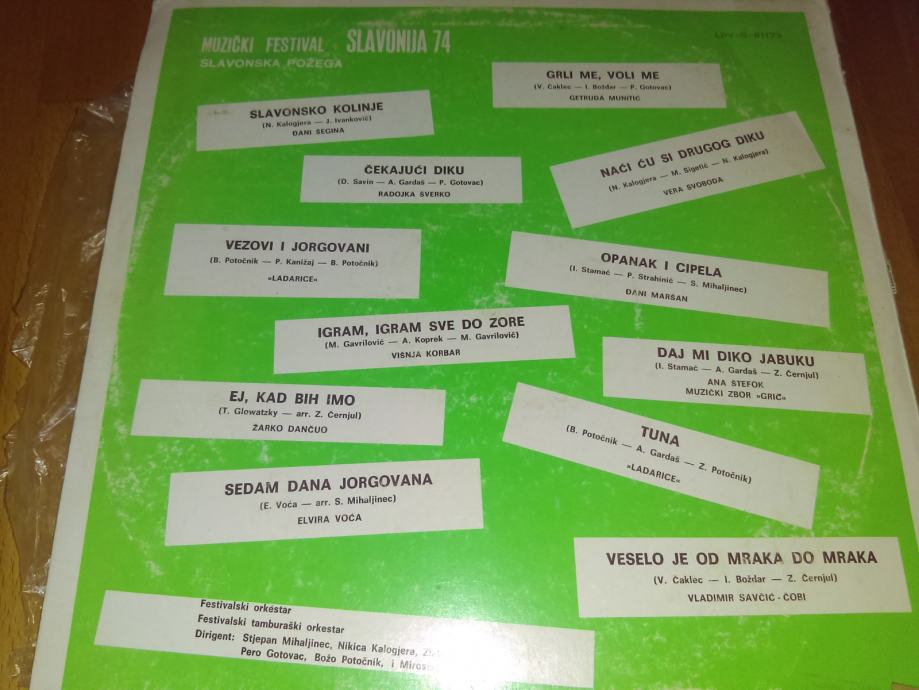 MUZIČKI FESTIVAL SLAVONIJA 74
SLAVONSKA POŽEGA
LPY-S-61173
SLAVONSKO KOLINJE
(N. Kalogjera — J. Ivanković)
ĐANI ŠEGINA
ČEKAJUĆI DIKU
(D. Savin — A. Gardaš — P. Gotovac)
RADOJKA ŠVERKO
VEZOVI I JORGOVANI
(B. Potočnik — P. Kanižaj — B. Potočnik)
»LADARICE«
IGRAM, IGRAM SVE DO ZORE
(M. Gavrilović — A. Koprek — M. Gavrilović)
VIŠNJA KORBAR
EJ, KAD BIH IMO
(T. Glowatzky — arr. Z. Černjul)
ŽARKO DANČUO
SEDAM DANA JORGOVANA
(E. Voća — arr. S. Mihaljinec)
ELVIRA VOĆA
GRLI ME, VOLI ME
(V. Čaklec — I. Boždar — P. Gotovac)
GETRUDA MUNITIĆ
NAĆI ĆU SI DRUGOG DIKU
(N. Kalogjera — M. Sigetić — N. Kalogjera)
VERA SVOBODA
OPANAK I CIPELA
(I. Stamać — P. Strahinić — S. Mihaljinec)
ĐANI MARŠAN
DAJ MI DIKO JABUKU
(I. Stamać — A. Gardaš — Z. Černjul)
ANA ŠTEFOK
MUZIČKI ZBOR »GRIČ«
TUNA
(B. Potočnik — A. Gardaš — Z. Potočnik)
»LADARICE«
VESELO JE OD MRAKA DO MRAKA
(V. Čaklec — I. Boždar — Z. Černjul)
VLADIMIR SAVČIĆ - ČOBI
Festivalski orkestar
Festivalski tamburaški orkestar
Dirigent: Stjepan Mihaljinec, Nikica Kalogjera,
Pero Gotovac, Božo Potočnik, i